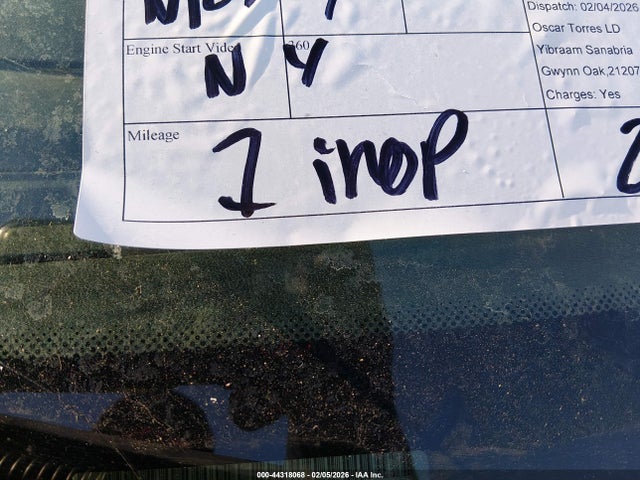 Dispatch: 02/04/2026
Oscar Torres LD
Engine Start Video
360
Yibraam Sanabria
N
Y
Gwynn Oak,21207
Charges: Yes
Mileage
1 inop
000-44318068 - 02/05/2026 - IAA Inc.